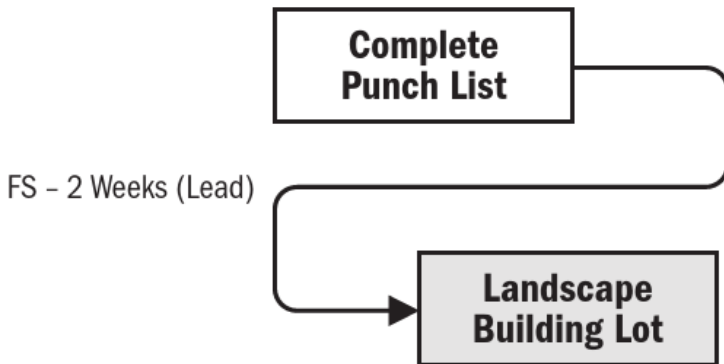 Complete
Punch List
FS – 2 Weeks (Lead)
Landscape
Building Lot